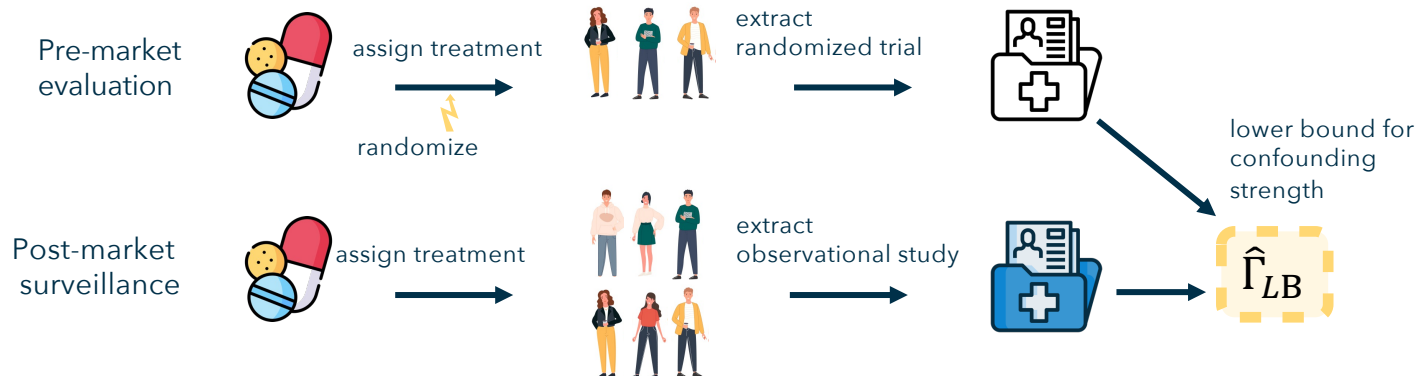 Pre-market
evaluation
assign treatment
randomize
extract
randomized trial
lower bound for
confounding
strength
Post-market
surveillance
assign treatment
extract
observational study
Γ̂_{LB}